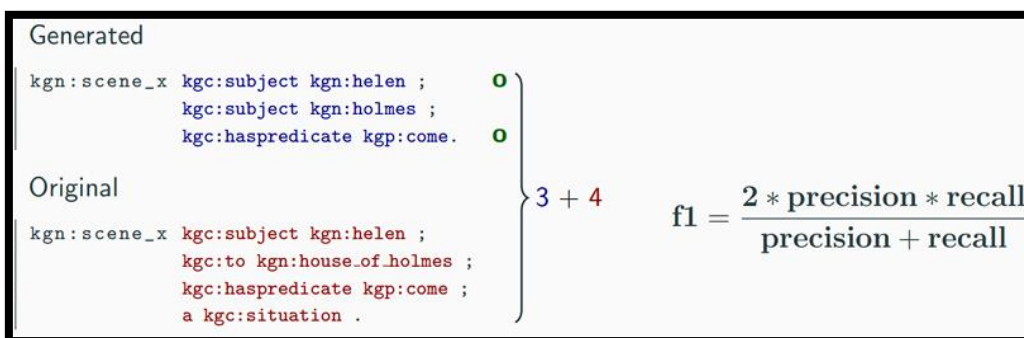 Generated
kgn:scene_x kgc:subject kgn:helen ; O
kgc:subject kgn:holmes ;
kgc:haspredicate kgp:come. O
Original
kgn:scene_x kgc:subject kgn:helen ;
kgc:to kgn:house_of_holmes ;
kgc:haspredicate kgp:come ;
a kgc:situation .
3 + 4
f1 = 2 * precision * recall
precision + recall